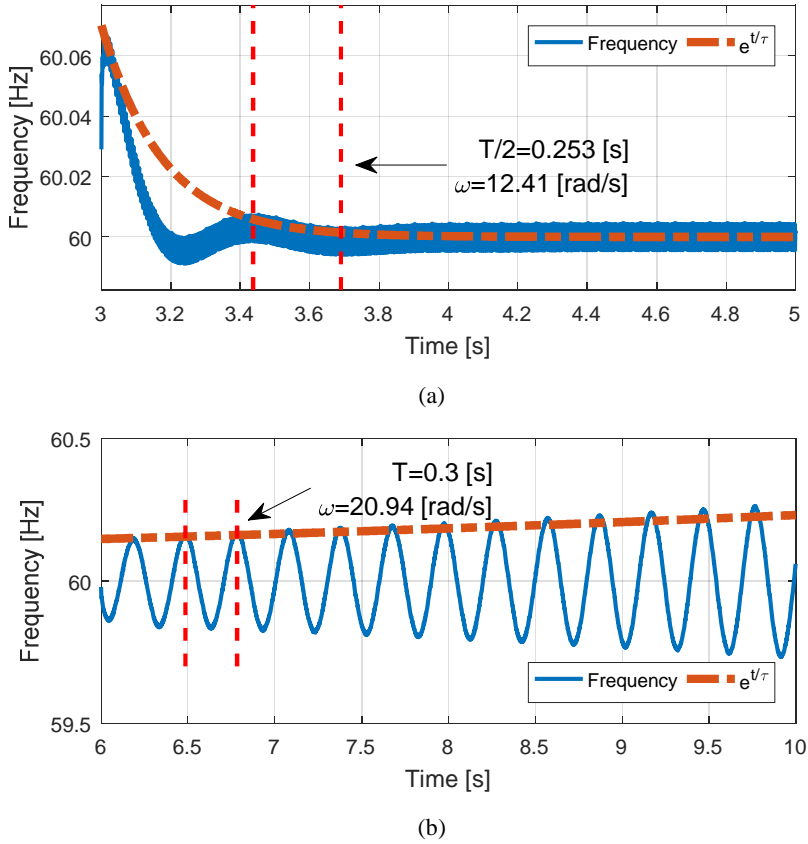 60.06
60.04
60.02
60
Frequency [Hz]
Frequency e^{t/τ}
T/2=0.253 [s]
ω=12.41 [rad/s]
3 3.2 3.4 3.6 3.8 4 4.2 4.4 4.6 4.8 5
Time [s]
(a)
60.5
60
59.5
Frequency [Hz]
T=0.3 [s]
ω=20.94 [rad/s]
Frequency e^{t/τ}
6 6.5 7 7.5 8 8.5 9 9.5 10
Time [s]
(b)